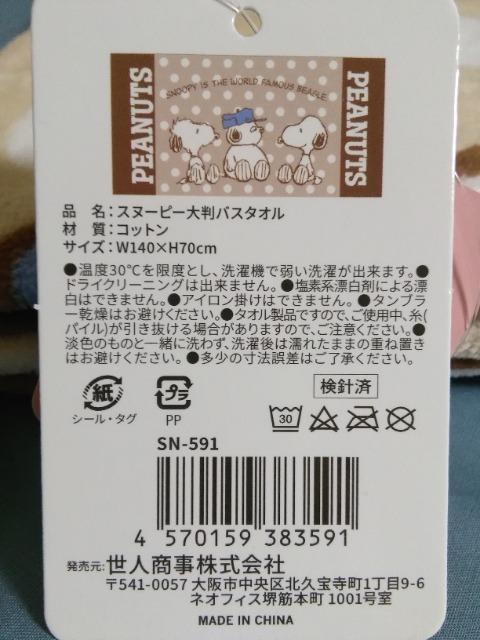 PEANUTS
SNOOPY IS THE WORLD FAMOUS BEAGLE.
PEANUTS
品　名：スヌーピー大判バスタオル
材　質：コットン
サイズ：W140×H70cm
●温度30℃を限度とし、洗濯機で弱い洗濯が出来ます。●
ドライクリーニングは出来ません。●塩素系漂白剤による漂
白はできません。●アイロン掛けはできません。●タンブラ
ー乾燥はお避けください。●タオル製品ですので、ご使用中、糸(
パイル)が引き抜ける場合がありますので、ご注意ください。●
淡色のものと一緒に洗わず、洗濯後は濡れたままの重ね置き
はお避けください。●多少の寸法誤差はご了承ください。
紙
シール・タグ
プラ
PP
検針済
30
SN-591
4 570159 383591
発売元: 世人商事株式会社
〒541-0057 大阪市中央区北久宝寺町1丁目9-6
ネオフィス堺筋本町 1001号室
MADE IN CHINA